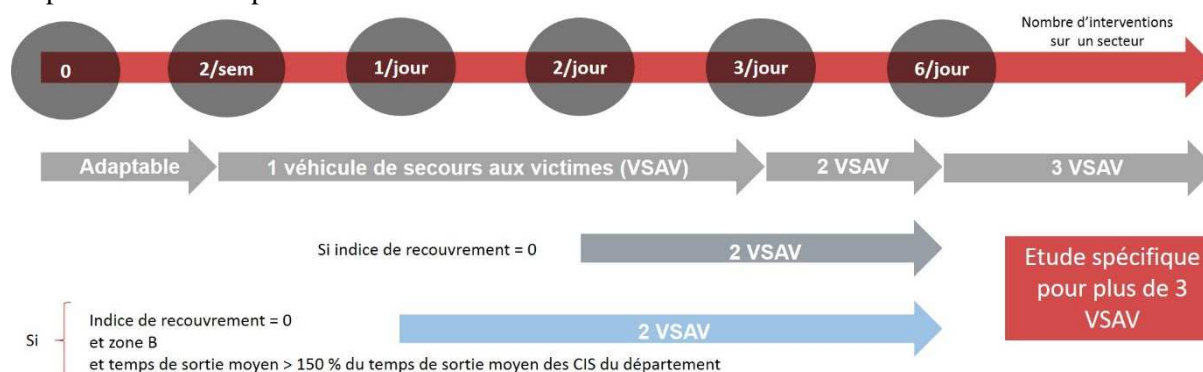 Nombre d'interventions
sur un secteur
0
2/sem
1/jour
2/jour
3/jour
6/jour
Adaptable
1 véhicule de secours aux victimes (VSAV)
2 VSAV
3 VSAV
Si indice de recouvrement = 0
2 VSAV
Etude spécifique
pour plus de 3
VSAV
Si
Indice de recouvrement = 0
et zone B
et temps de sortie moyen > 150 % du temps de sortie moyen des CIS du département
2 VSAV